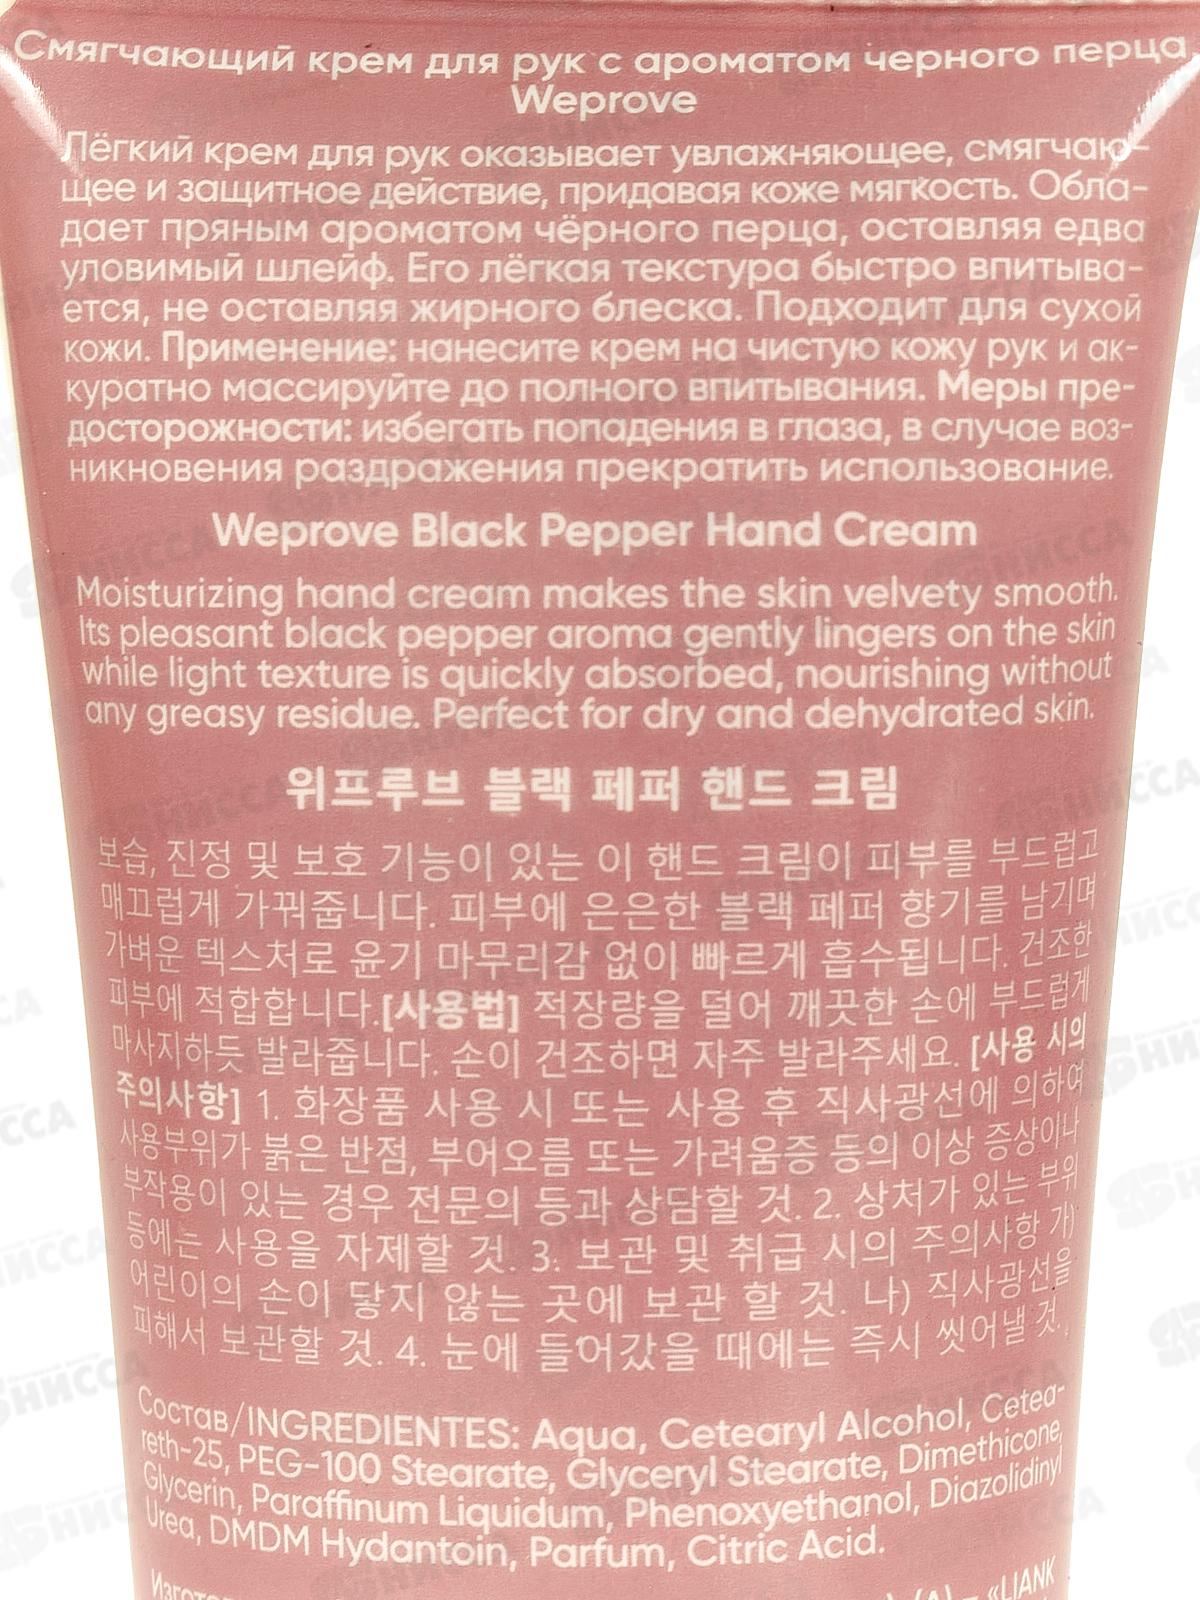 Смягчающий крем для рук с ароматом черного перца
Weprove
Лёгкий крем для рук оказывает увлажняющее, смягчаю-
щее и защитное действие, придавая коже мягкость. Обла-
дает пряным ароматом чёрного перца, оставляя едва
уловимый шлейф. Его лёгкая текстура быстро впитыва-
ется, не оставляя жирного блеска. Подходит для сухой
кожи. Применение: нанесите крем на чистую кожу рук и ак-
куратно массируйте до полного впитывания. Меры пре-
досторожности: избегать попадения в глаза, в случае воз-
никновения раздражения прекратить использование.
Weprove Black Pepper Hand Cream
Moisturizing hand cream makes the skin velvety smooth.
Its pleasant black pepper aroma gently lingers on the skin
while light texture is quickly absorbed, nourishing without
any greasy residue. Perfect for dry and dehydrated skin.
위프루브 블랙 페퍼 핸드 크림
보습, 진정 및 보호 기능이 있는 이 핸드 크림이 피부를 부드럽고
매끄럽게 가꿔줍니다. 피부에 은은한 블랙 페퍼 향기를 남기며
가벼운 텍스처로 윤기 마무리감 없이 빠르게 흡수됩니다. 건조한
피부에 적합합니다.[사용법] 적장량을 덜어 깨끗한 손에 부드럽게
마사지하듯 발라줍니다. 손이 건조하면 자주 발라주세요. [사용 시의
주의사항] 1. 화장품 사용 시 또는 사용 후 직사광선에 의하여
사용부위가 붉은 반점, 부어오름 또는 가려움증 등의 이상 증상이나
부작용이 있는 경우 전문의 등과 상담할 것. 2. 상처가 있는 부위
등에는 사용을 자제할 것. 3. 보관 및 취급 시의 주의사항 가)
어린이의 손이 닿지 않는 곳에 보관 할 것. 나) 직사광선을
피해서 보관할 것. 4. 눈에 들어갔을 때에는 즉시 씻어낼 것.
Состав/INGREDIENTES: Aqua, Cetearyl Alcohol, Cetea-
reth-25, PEG-100 Stearate, Glyceryl Stearate, Dimethicone,
Glycerin, Paraffinum Liquidum, Phenoxyethanol, Diazolidinyl
Urea, DMDM Hydantoin, Parfum, Citric Acid.
(A) – «LIANK